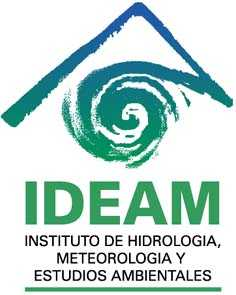 IDEAM
INSTITUTO DE HIDROLOGIA,
METEOROLOGIA Y
ESTUDIOS AMBIENTALES